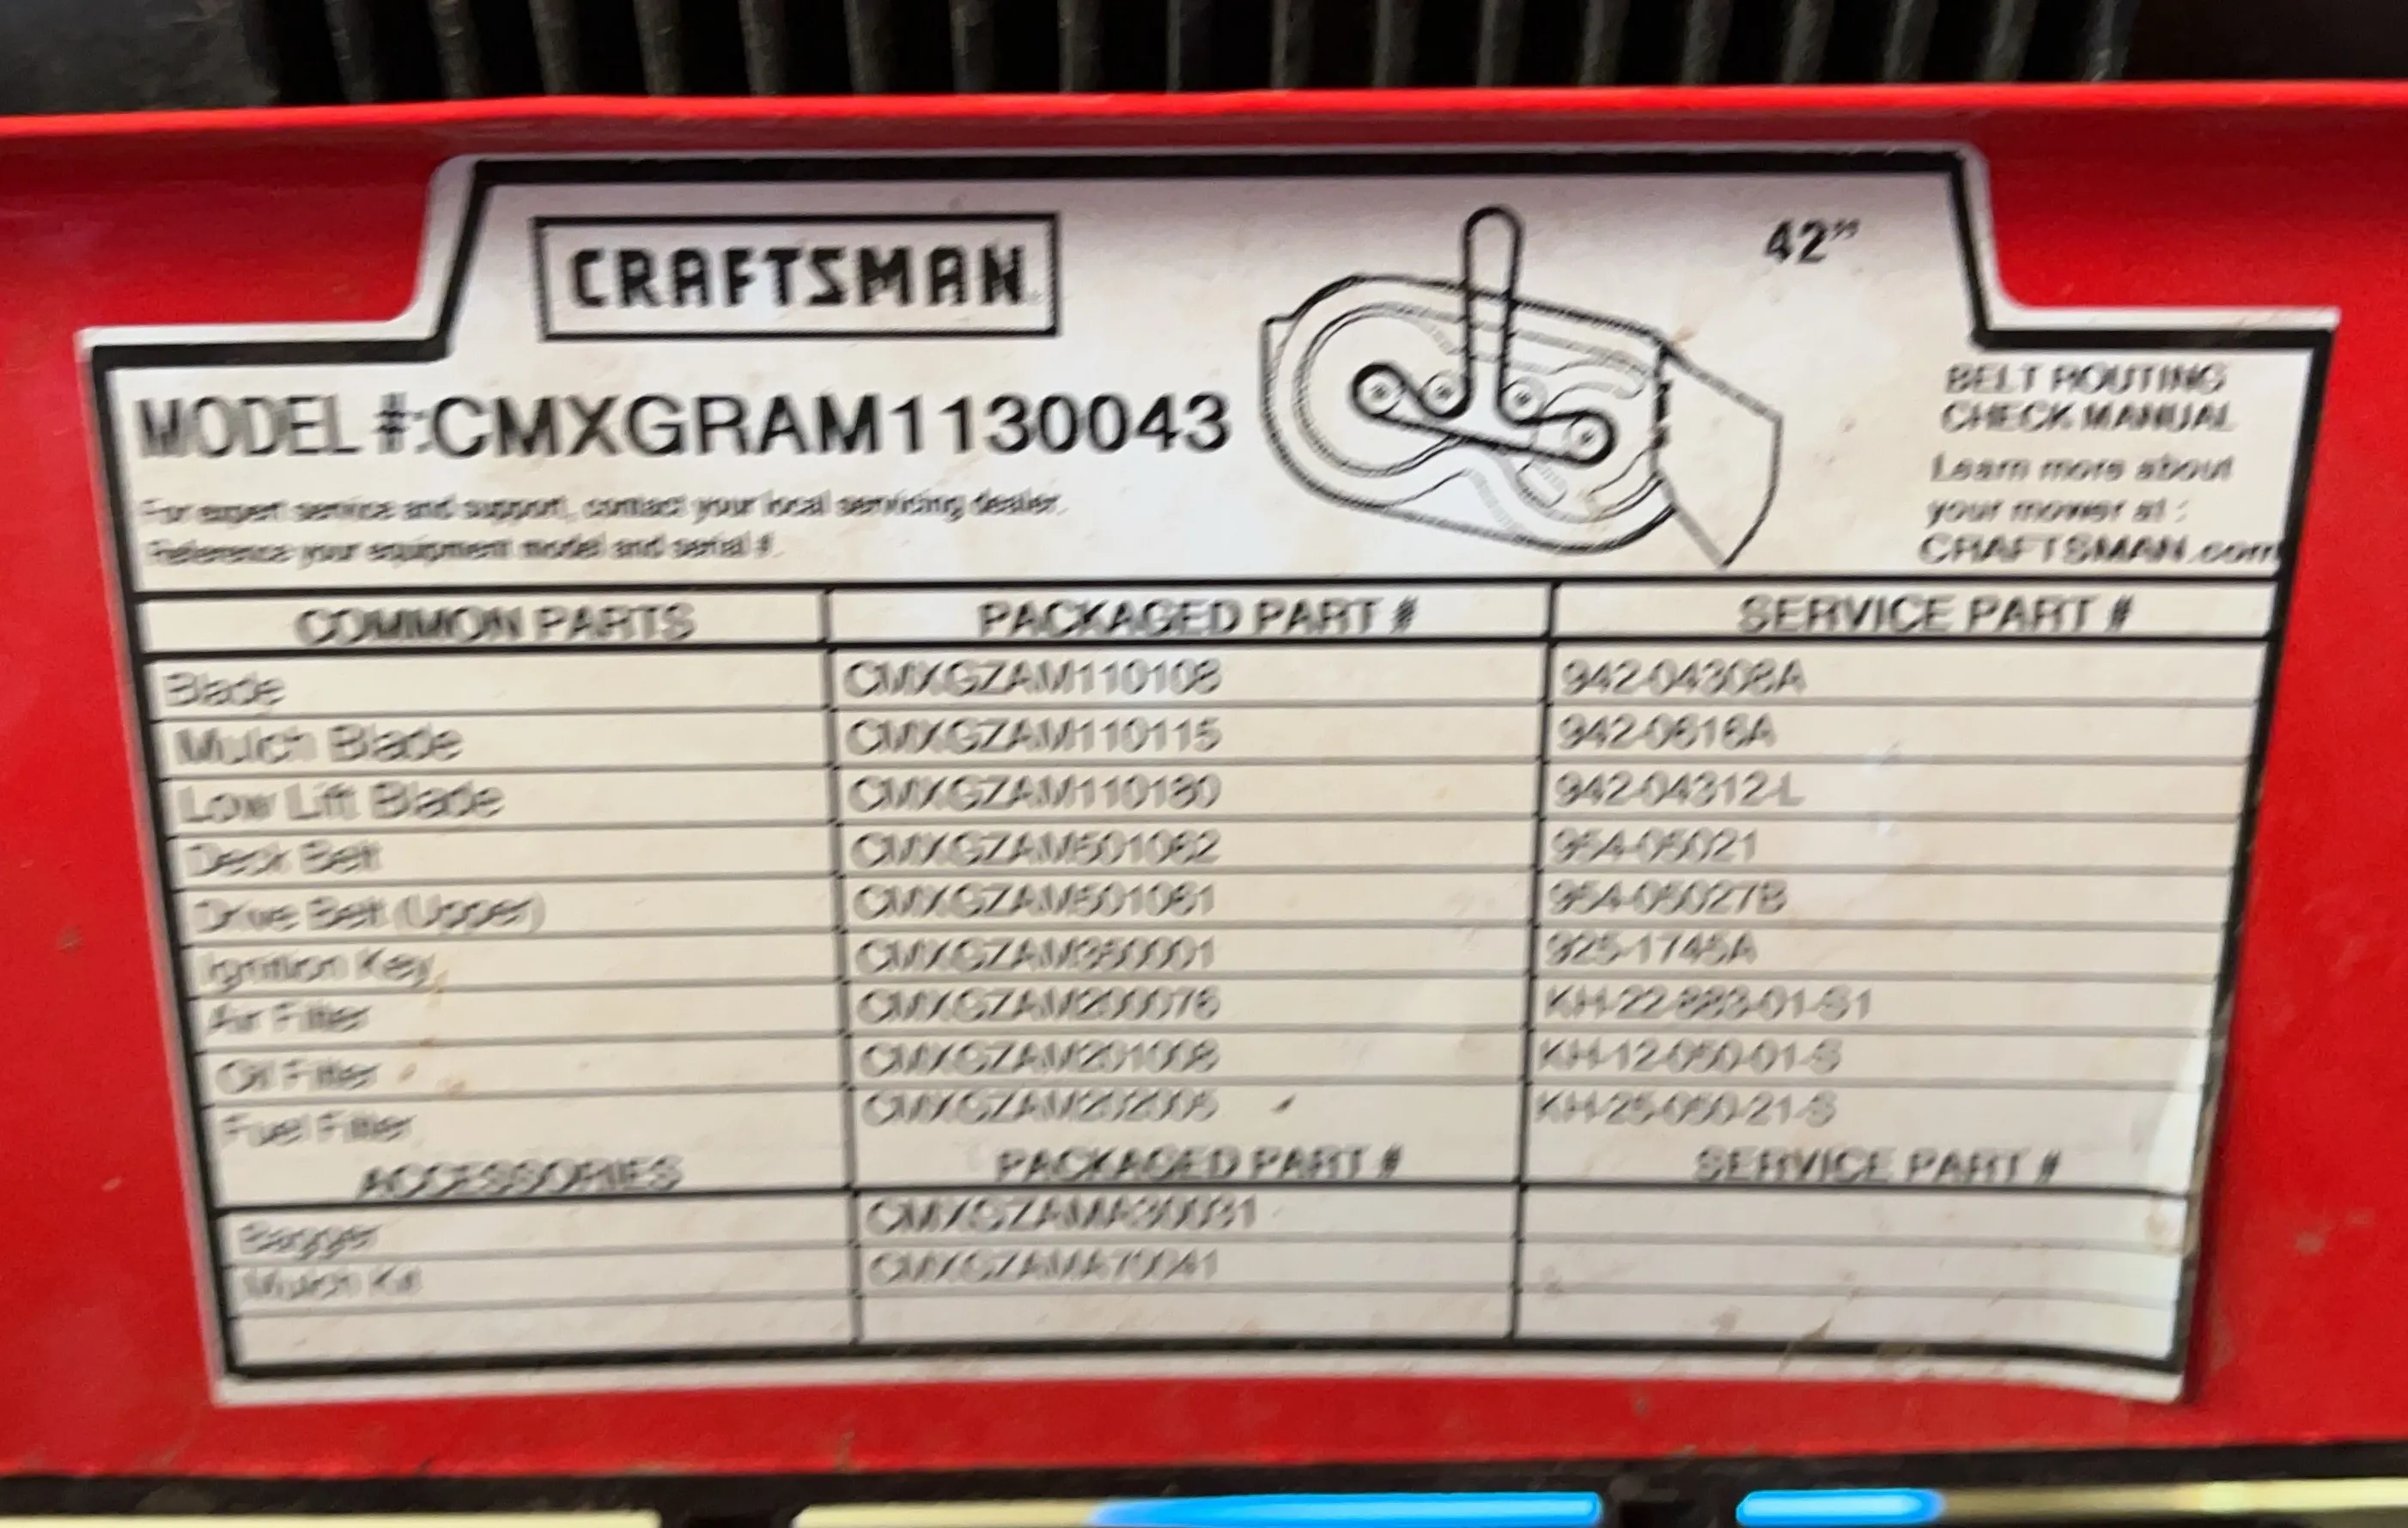 CRAFTSMAN
42"
MODEL #:CMXGRAM1130043
BELT ROUTING
CHECK MANUAL
Learn more about
your mower at :
CRAFTSMAN.com
For expert service and support, contact your local servicing dealer.
Reference your equipment model and serial #.
COMMON PARTS PACKAGED PART # SERVICE PART #
Blade CMXGZAM110108 942-04308A
Mulch Blade CMXGZAM110115 942-0616A
Low Lift Blade CMXGZAM110180 942-04312-L
Deck Belt CMXGZAM501062 954-05021
Drive Belt (Upper) CMXGZAM501061 954-05027B
Ignition Key 925-1745A
Air Filter CMXGZAM200076 KH-22-883-01-S1
Oil Filter CMXGZAM201008 KH-12-050-01-S
Fuel Filter CMXGZAM202005 KH-25-050-21-S
ACCESSORIES PACKAGED PART # SERVICE PART #
Bagger CMXGZAMA30031
Mulch Kit